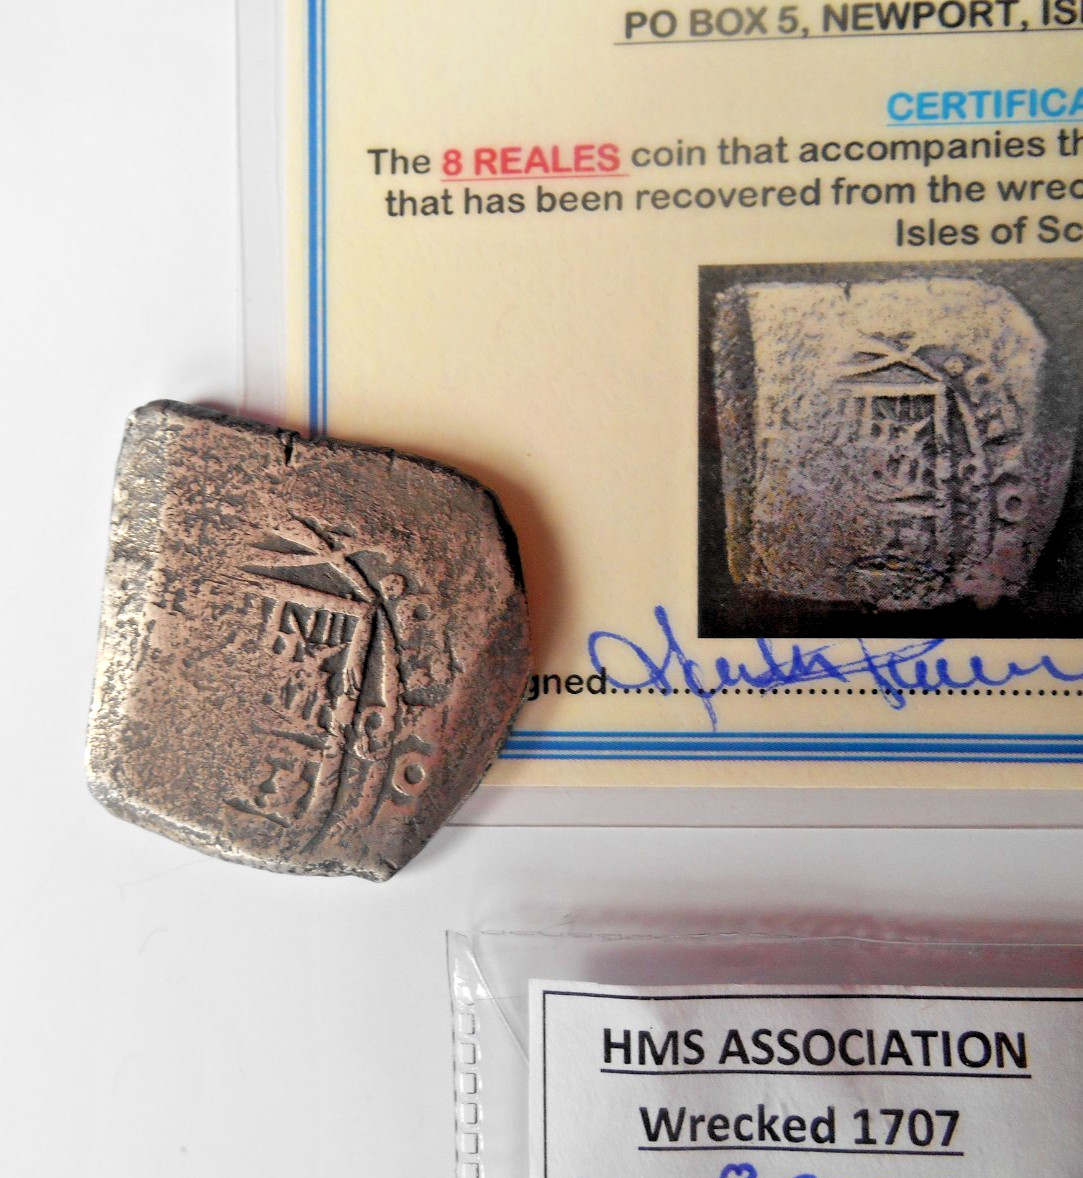 PO BOX 5, NEWPORT, ISL
CERTIFICA
The 8 REALES coin that accompanies th
that has been recovered from the wrec
Isles of Sc
gned
HMS ASSOCIATION
Wrecked 1707